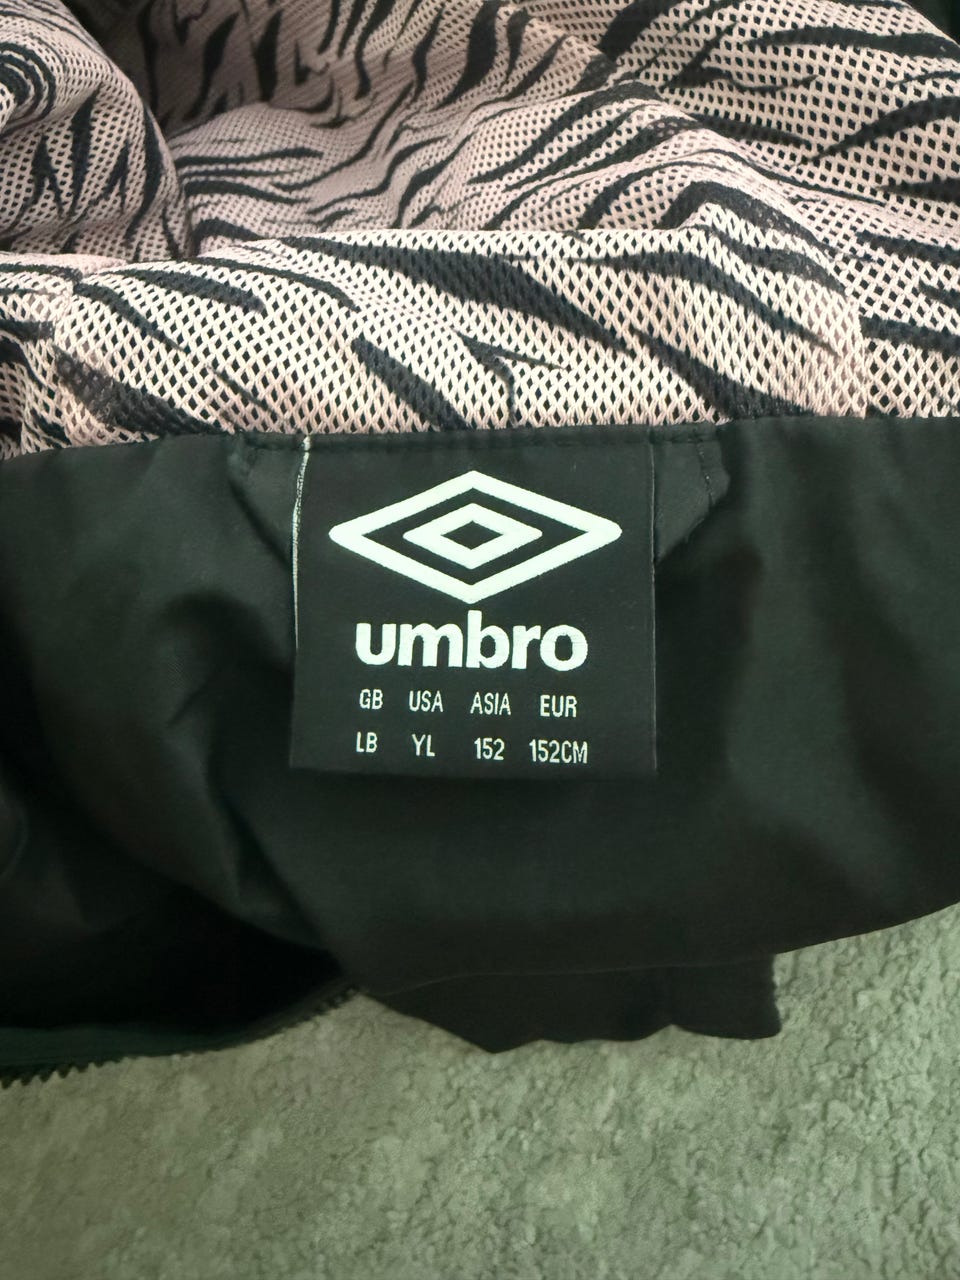 umbro
GB USA ASIA EUR
LB YL 152 152CM